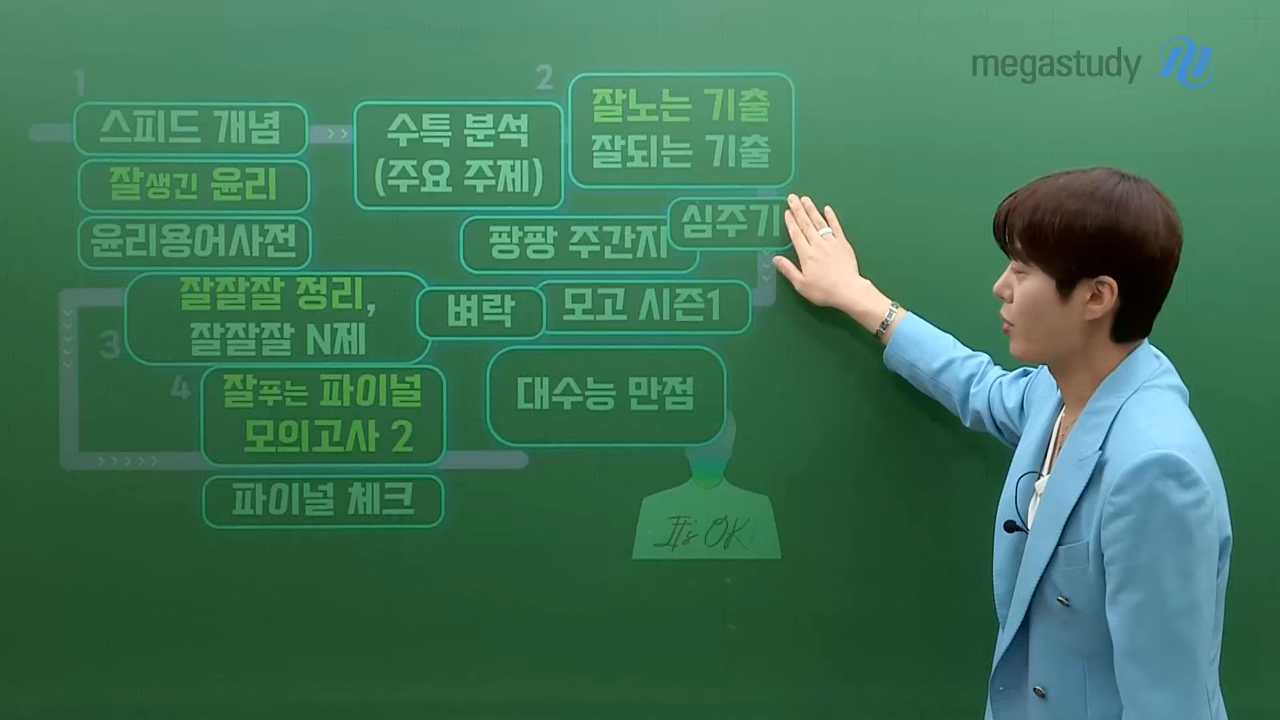 megastudy
1
스피드 개념
잘생긴 윤리
윤리용어사전
수특 분석
(주요 주제)
2
잘노는 기출
잘되는 기출
심주기
팡팡 주간지
3
잘잘잘 정리,
잘잘잘 N제
벼락
모고 시즌1
4
잘푸는 파이널
모의고사 2
파이널 체크
대수능 만점
It's OK!